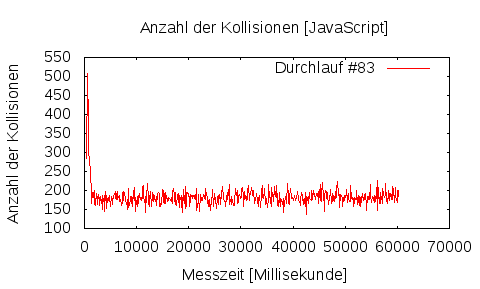 Anzahl der Kollisionen [JavaScript]
Durchlauf #83
Anzahl der Kollisionen
550
500
450
400
350
300
250
200
150
100
0 10000 20000 30000 40000 50000 60000 70000
Messzeit [Millisekunde]